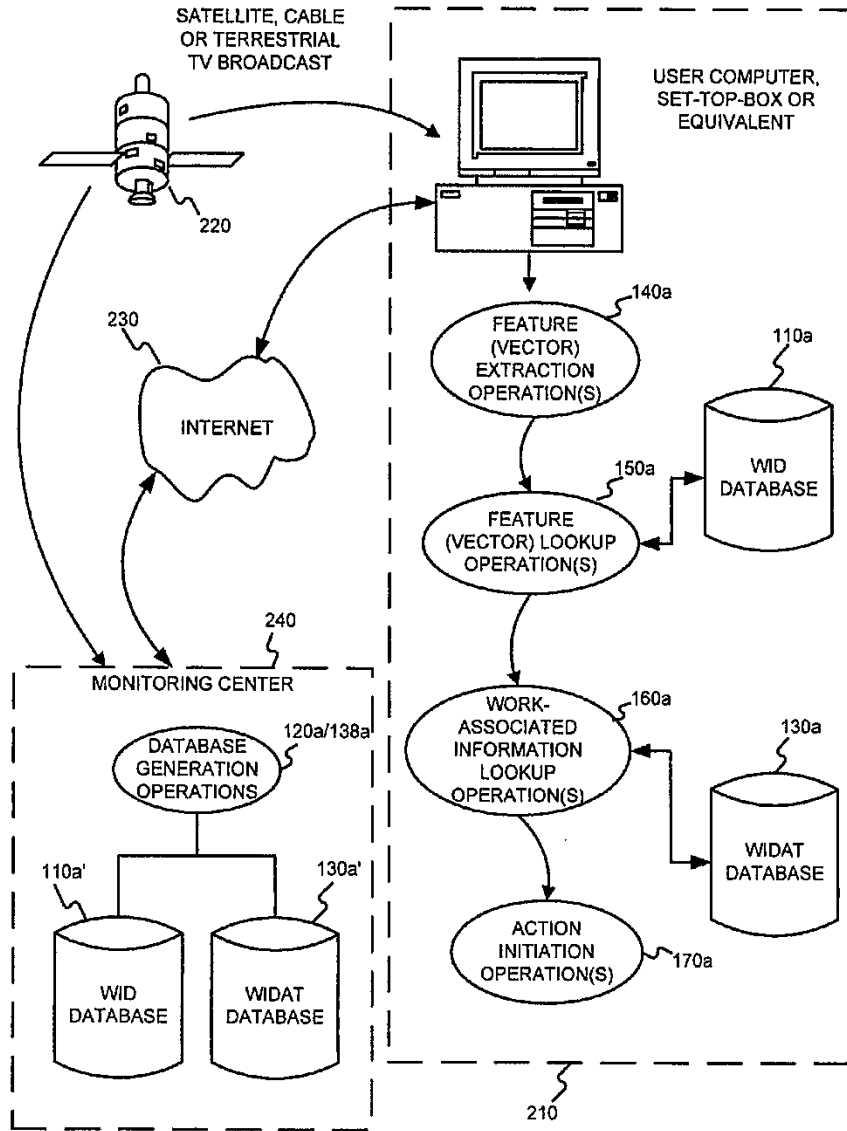 SATELLITE, CABLE
OR TERRESTRIAL
TV BROADCAST
USER COMPUTER,
SET-TOP-BOX OR
EQUIVALENT
220
140a
FEATURE
(VECTOR)
EXTRACTION
OPERATION(S)
110a
WID
DATABASE
230
INTERNET
150a
FEATURE
(VECTOR) LOOKUP
OPERATION(S)
240
MONITORING CENTER
160a
WORK-
ASSOCIATED
INFORMATION
LOOKUP
OPERATION(S)
130a
WIDAT
DATABASE
DATABASE
GENERATION
OPERATIONS
120a/138a
110a'
WID
DATABASE
130a'
WIDAT
DATABASE
ACTION
INITIATION
OPERATION(S)
170a
210